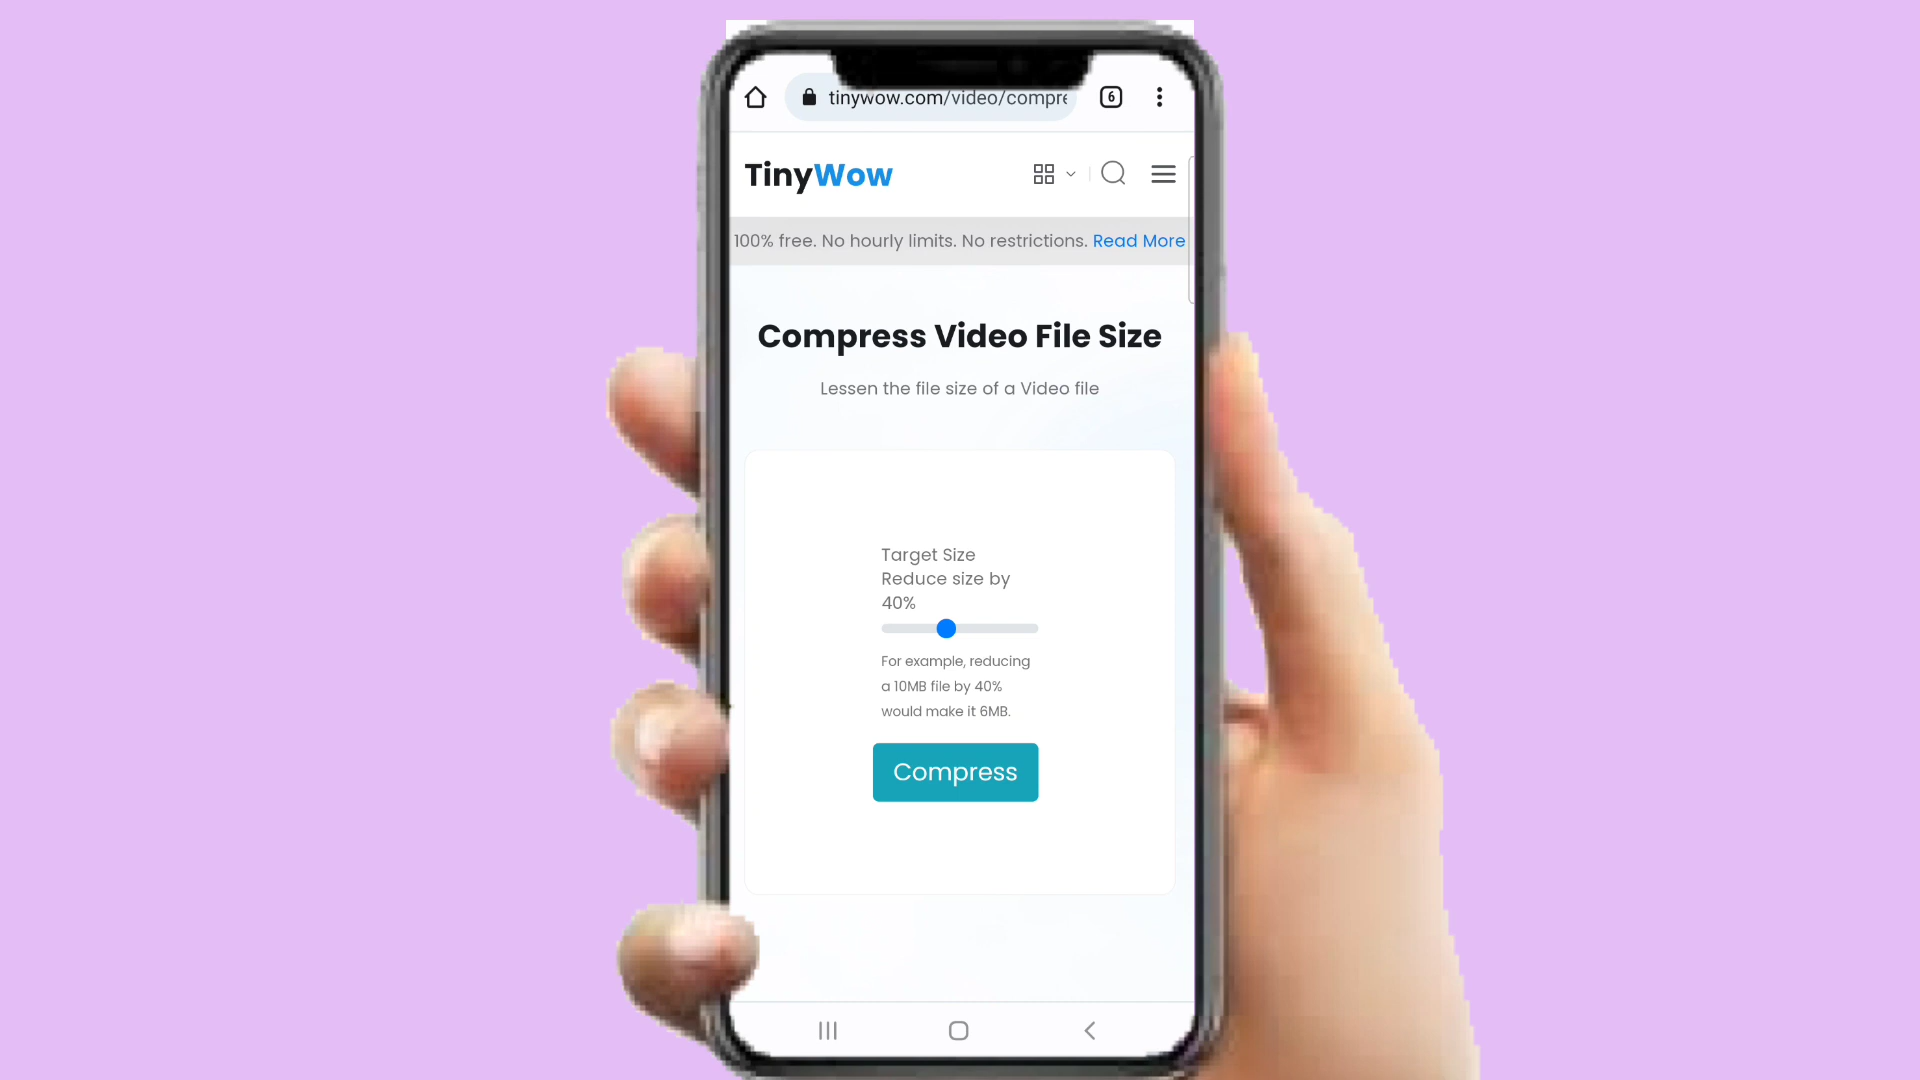 tinywow.com/video/compre
6
TinyWow
100% free. No hourly limits. No restrictions. Read More
Compress Video File Size
Lessen the file size of a Video file
Target Size
Reduce size by
40%
For example, reducing
a 10MB file by 40%
would make it 6MB.
Compress